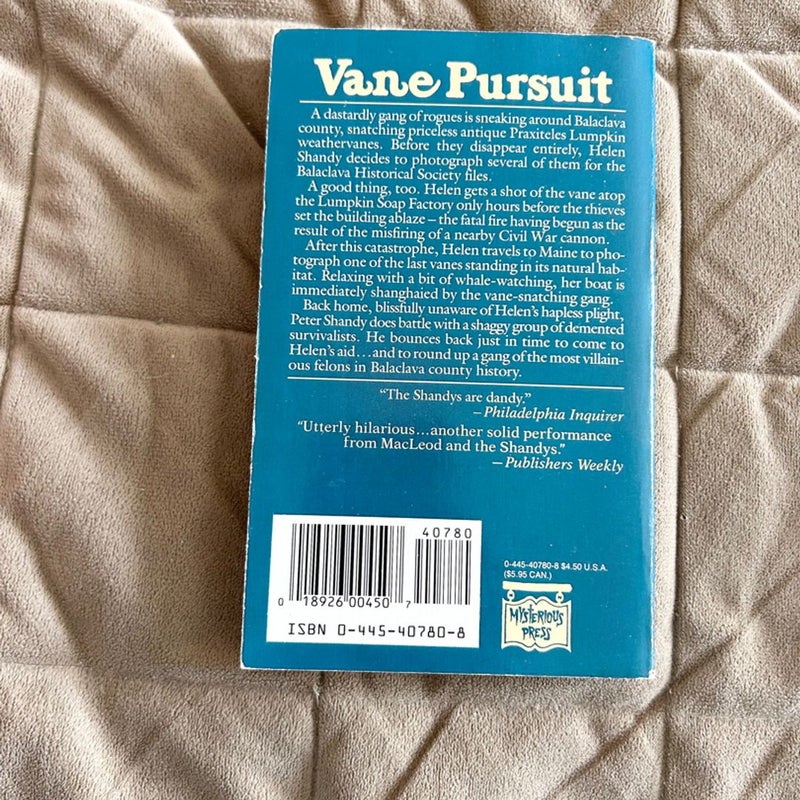 Vane Pursuit
A dastardly gang of rogues is sneaking around Balaclava
county, snatching priceless antique Praxiteles Lumpkin
weathervanes. Before they disappear entirely, Helen
Shandy decides to photograph several of them for the
Balaclava Historical Society files.
A good thing, too. Helen gets a shot of the vane atop
the Lumpkin Soap Factory only hours before the thieves
set the building ablaze – the fatal fire having begun as the
result of the misfiring of a nearby Civil War cannon.
After this catastrophe, Helen travels to Maine to pho-
tograph one of the last vanes standing in its natural hab-
itat. Relaxing with a bit of whale-watching, her boat is
immediately shanghaied by the vane-snatching gang.
Back home, blissfully unaware of Helen's hapless plight,
Peter Shandy does battle with a shaggy group of demented
survivalists. He bounces back just in time to come to
Helen's aid...and to round up a gang of the most villain-
ous felons in Balaclava county history.
"The Shandys are dandy."
– Philadelphia Inquirer
"Utterly hilarious...another solid performance
from MacLeod and the Shandys."
– Publishers Weekly
40780
0 18926 00450 7
ISBN 0-445-40780-8
0-445-40780-8 $4.50 U.S.A.
($5.95 CAN.)
MYSTERIOUS
PRESS